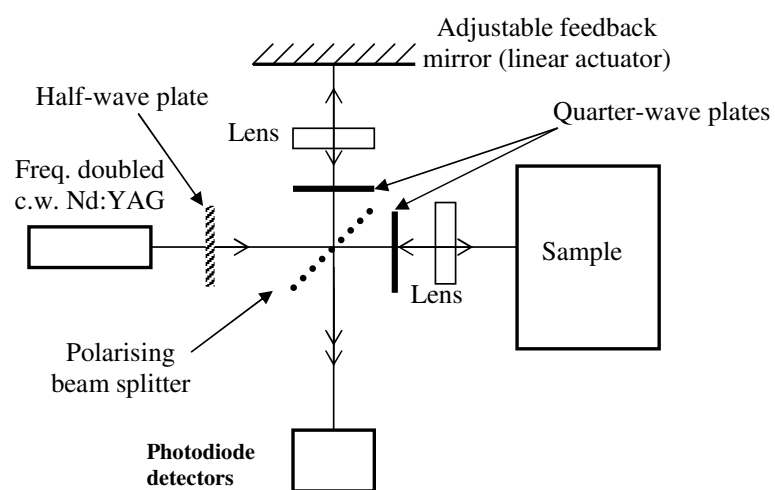 Adjustable feedback
mirror (linear actuator)
Half-wave plate
Lens
Quarter-wave plates
Freq. doubled
c.w. Nd:YAG
Sample
Lens
Polarising
beam splitter
Photodiode
detectors